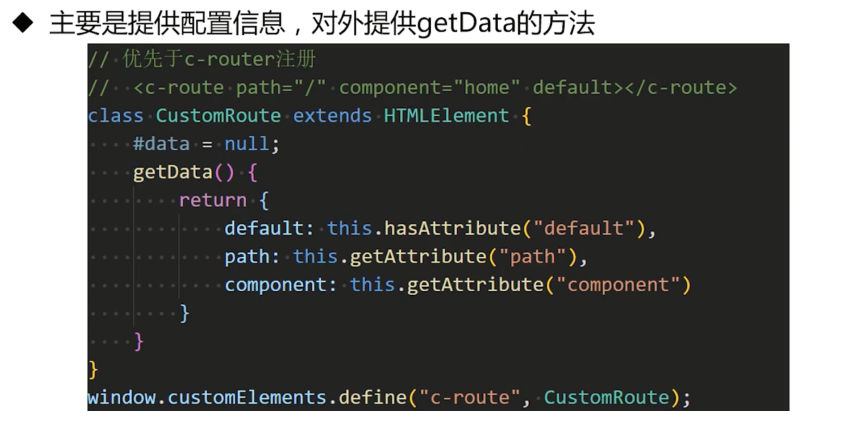 ◆ 主要是提供配置信息，对外提供getData的方法
// 优先于c-router注册
//  <c-route path="/" component="home" default></c-route>
class CustomRoute extends HTMLElement {
    #data = null;
    getData() {
        return {
            default: this.hasAttribute("default"),
            path: this.getAttribute("path"),
            component: this.getAttribute("component")
        }
    }
}
window.customElements.define("c-route", CustomRoute);